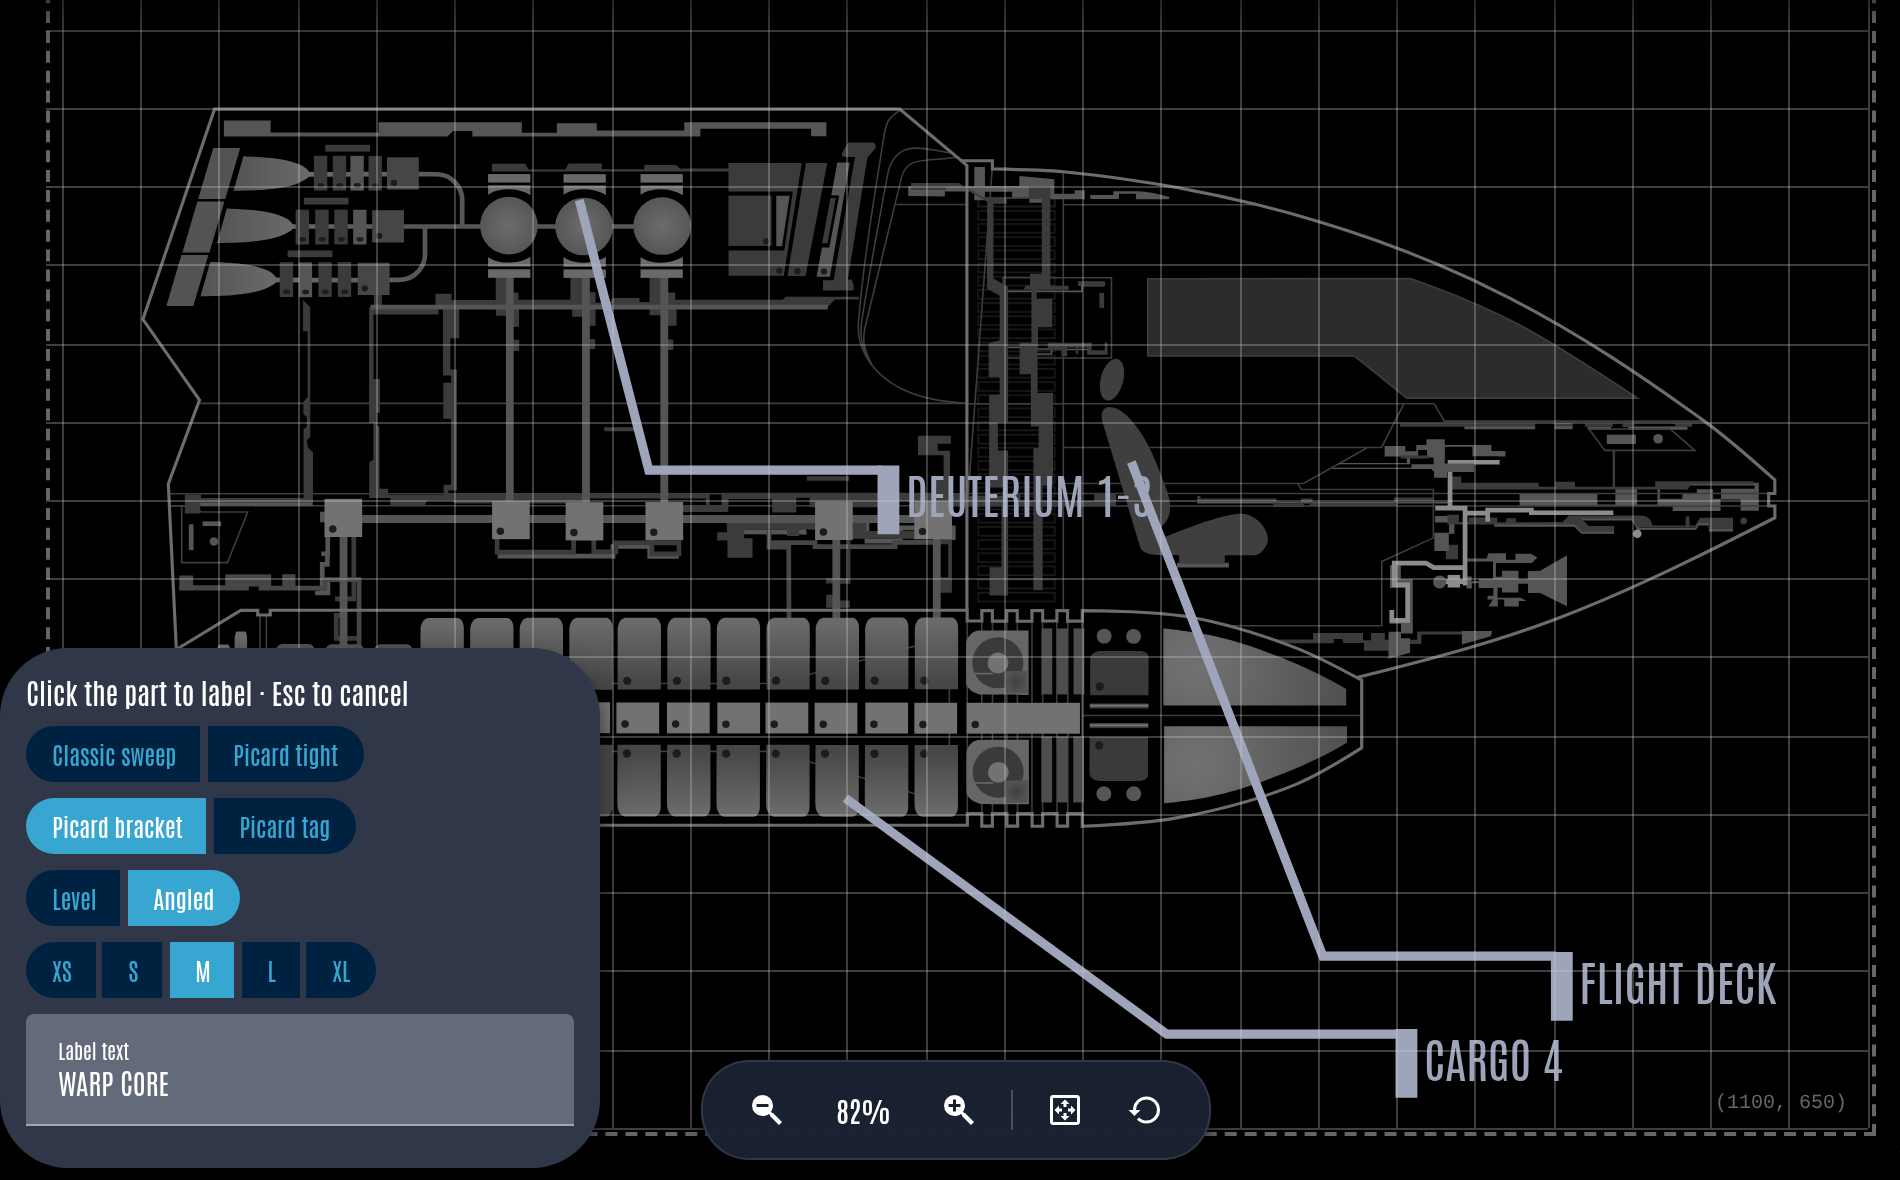 DEUTERIUM 1-3
Click the part to label · Esc to cancel
Classic sweep
Picard tight
Picard bracket
Picard tag
Level
Angled
XS
S
M
L
XL
Label text
WARP CORE
FLIGHT DECK
CARGO 4
82%
(1100, 650)